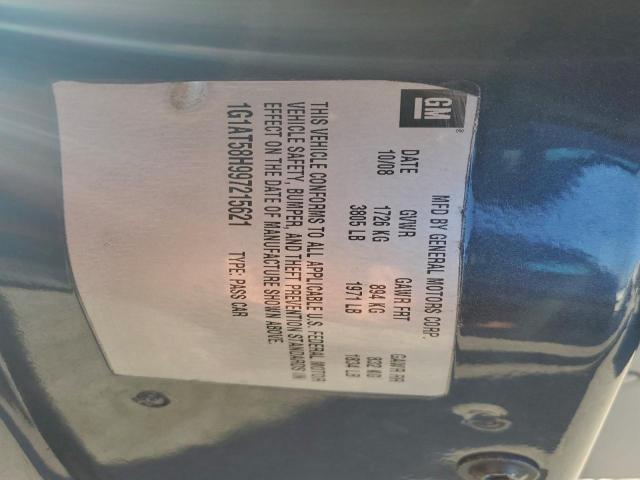 GM
MFD BY GENERAL MOTORS CORP.
DATE GVWR GAWR FRT GAWR RR
10/08 1726 KG 894 KG 832 KG
3805 LB 1971 LB 1834 LB
THIS VEHICLE CONFORMS TO ALL APPLICABLE U.S. FEDERAL MOTOR
VEHICLE SAFETY, BUMPER, AND THEFT PREVENTION STANDARDS IN
EFFECT ON THE DATE OF MANUFACTURE SHOWN ABOVE.
1G1AT58H997215621 TYPE: PASS CAR